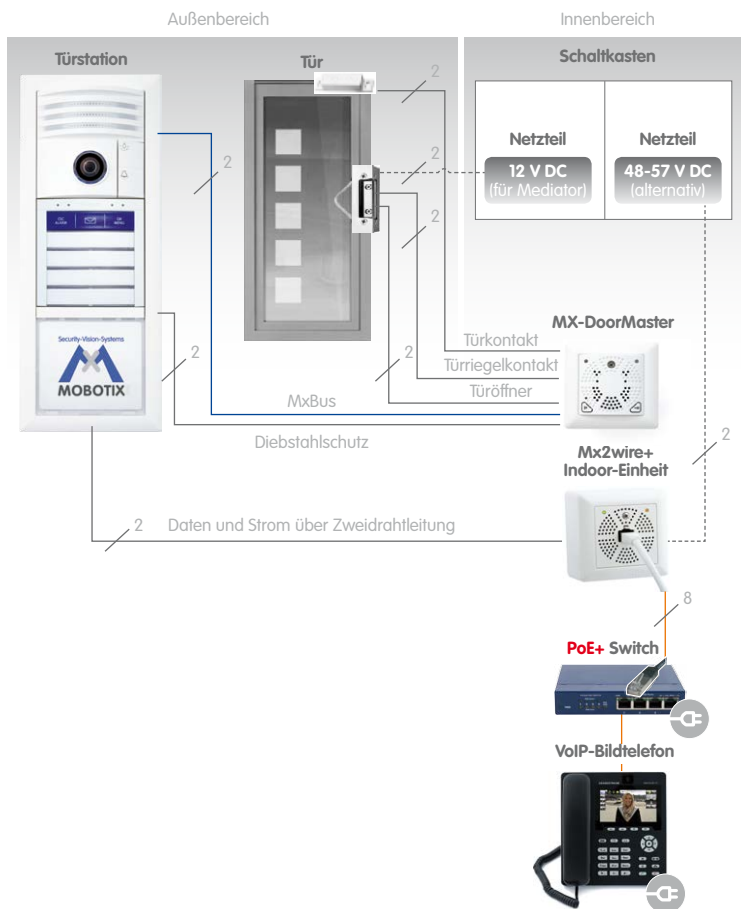 Außenbereich
Innenbereich
Türstation
Tür
Schaltkasten
2
Netzteil
Netzteil
12 V DC
(für Mediator)
48-57 V DC
(alternativ)
2
2
2
Security-Vision-Systems
MOBOTIX
2
2
MX-DoorMaster
Türkontakt
Türriegelkontakt
Türöffner
MxBus
Diebstahlschutz
2
Mx2wire+
Indoor-Einheit
2
Daten und Strom über Zweidrahtleitung
8
PoE+ Switch
VoIP-Bildtelefon